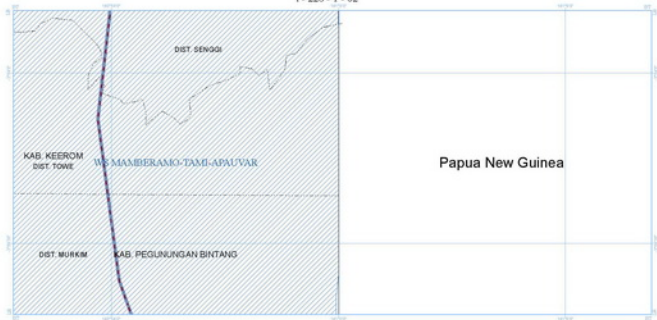 DIST. SENGGI
KAB. KEEROM
DIST. TOWE
WS MAMBERAMO-TAMI-APAUVAR
Papua New Guinea
DIST. MURKIM
KAB. PEGUNUNGAN BINTANG